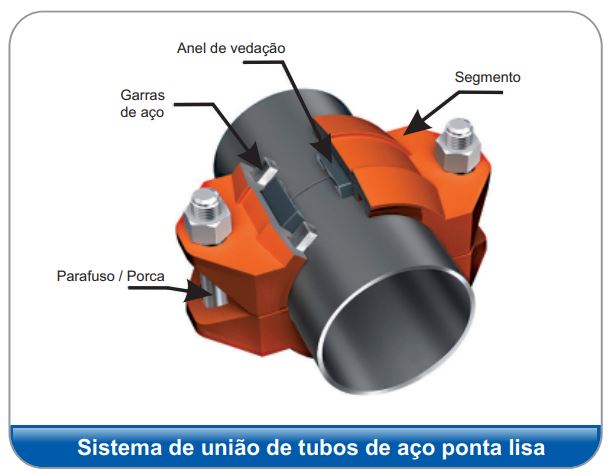 Anel de vedação
Segmento
Garras
de aço
Parafuso / Porca
Sistema de união de tubos de aço ponta lisa